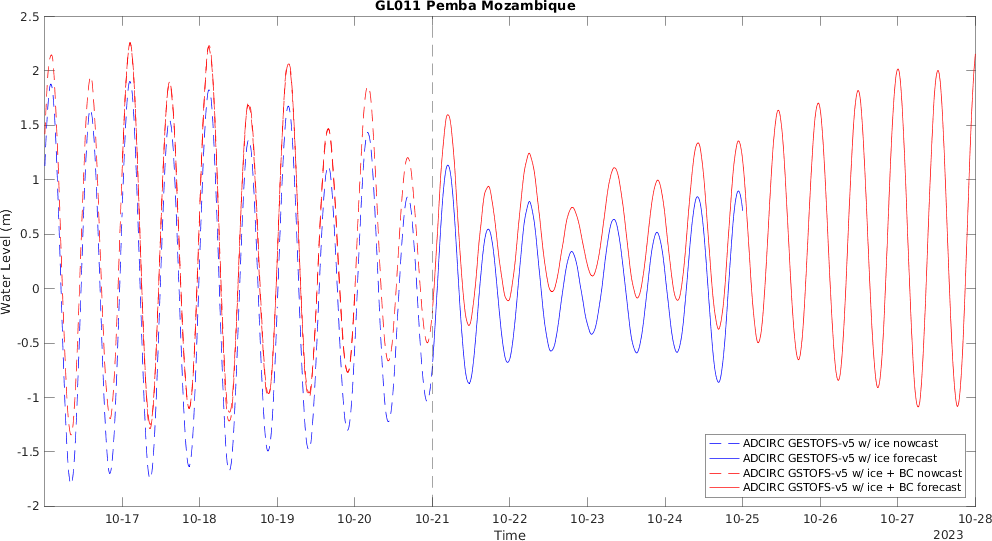 GL011 Pemba Mozambique
2.5
2
1.5
1
0.5
0
-0.5
-1
-1.5
-2
Water Level (m)
ADCIRC GESTOFS-v5 w/ ice nowcast
ADCIRC GESTOFS-v5 w/ ice forecast
ADCIRC GSTOFS-v5 w/ ice + BC nowcast
ADCIRC GSTOFS-v5 w/ ice + BC forecast
10-17 10-18 10-19 10-20 10-21 10-22 10-23 10-24 10-25 10-26 10-27 10-28
Time
2023